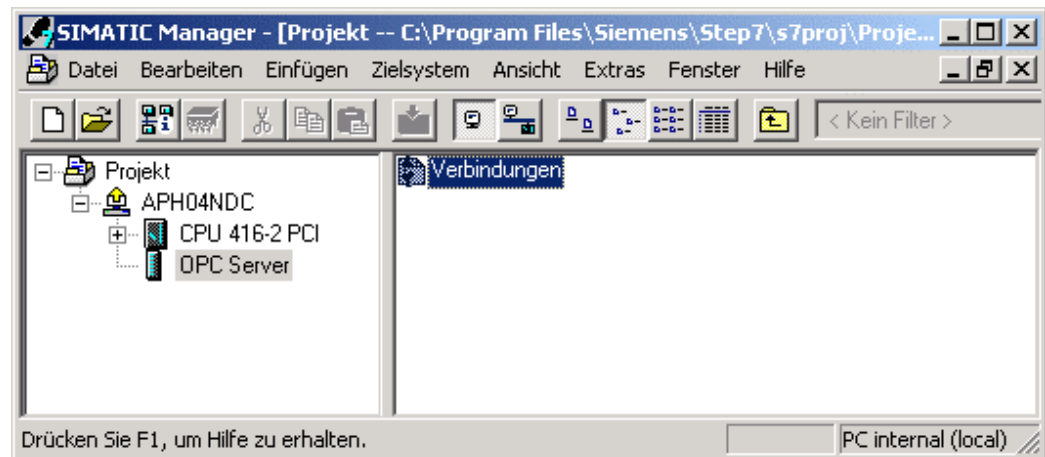 SIMATIC Manager - [Projekt -- C:\Program Files\Siemens\Step7\s7proj\Proje...
Datei Bearbeiten Einfügen Zielsystem Ansicht Extras Fenster Hilfe
< Kein Filter >
Projekt
APH04NDC
CPU 416-2 PCI
OPC Server
Verbindungen
Drücken Sie F1, um Hilfe zu erhalten.
PC internal (local)